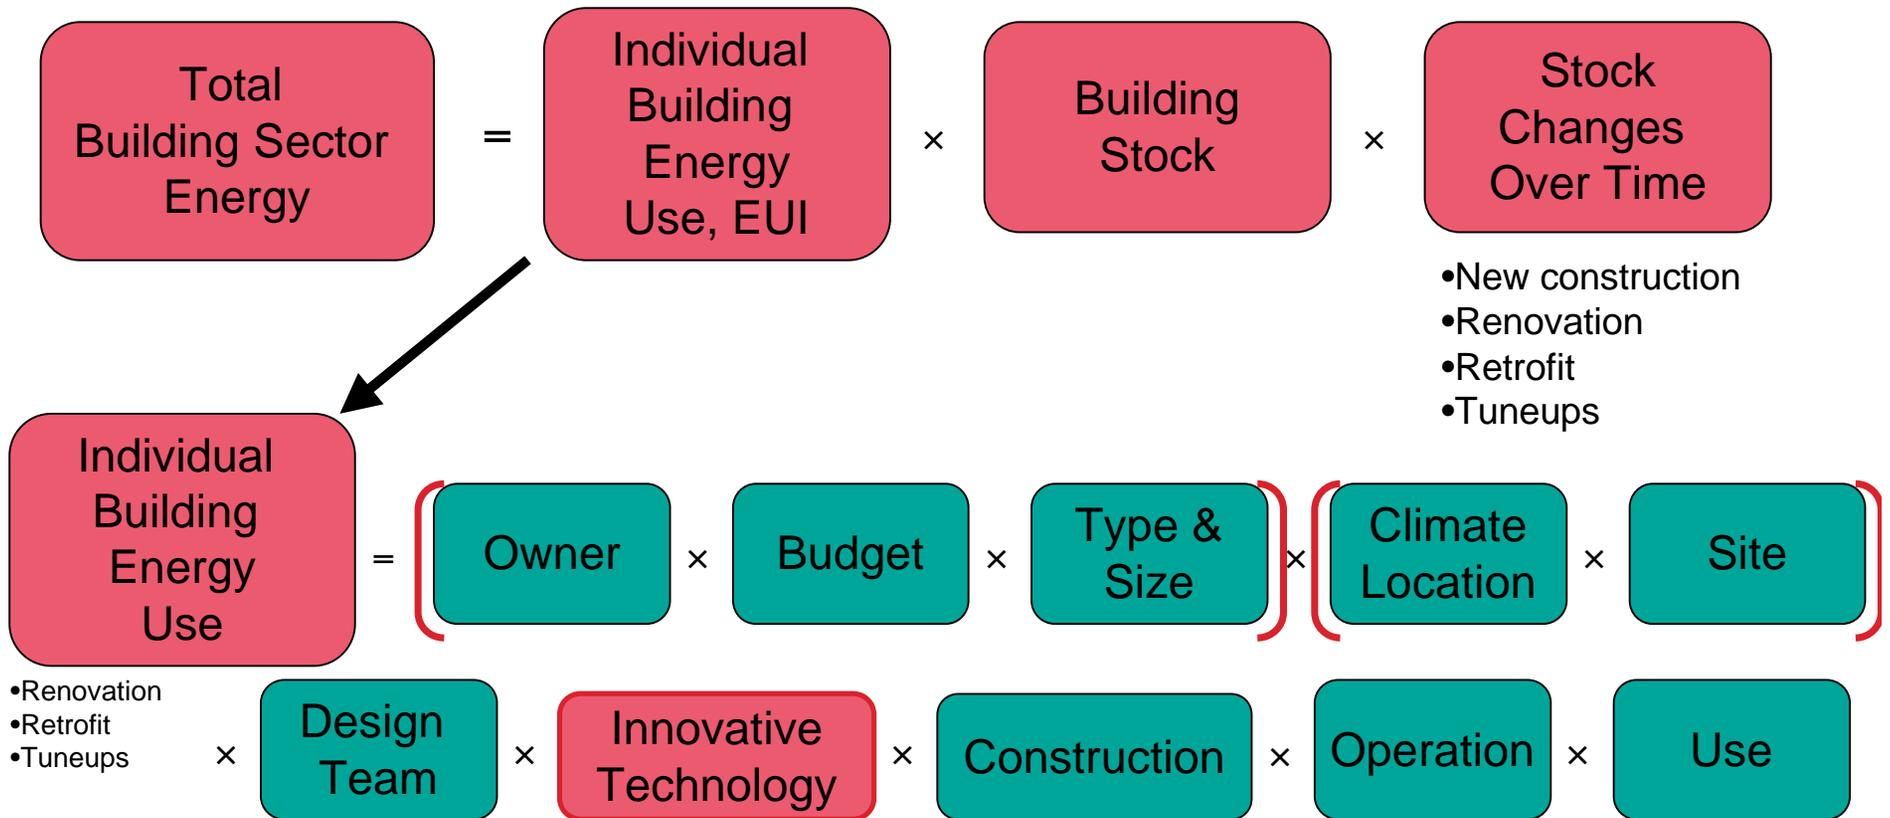 Total
Building Sector
Energy
=
Individual
Building
Energy
Use, EUI
×
Building
Stock
×
Stock
Changes
Over Time
•New construction
•Renovation
•Retrofit
•Tuneups
Individual
Building
Energy
Use
=
(
Owner
×
Budget
×
Type &
Size
)
×
(
Climate
Location
×
Site
)
•Renovation
•Retrofit
•Tuneups
×
Design
Team
×
Innovative
Technology
×
Construction
×
Operation
×
Use